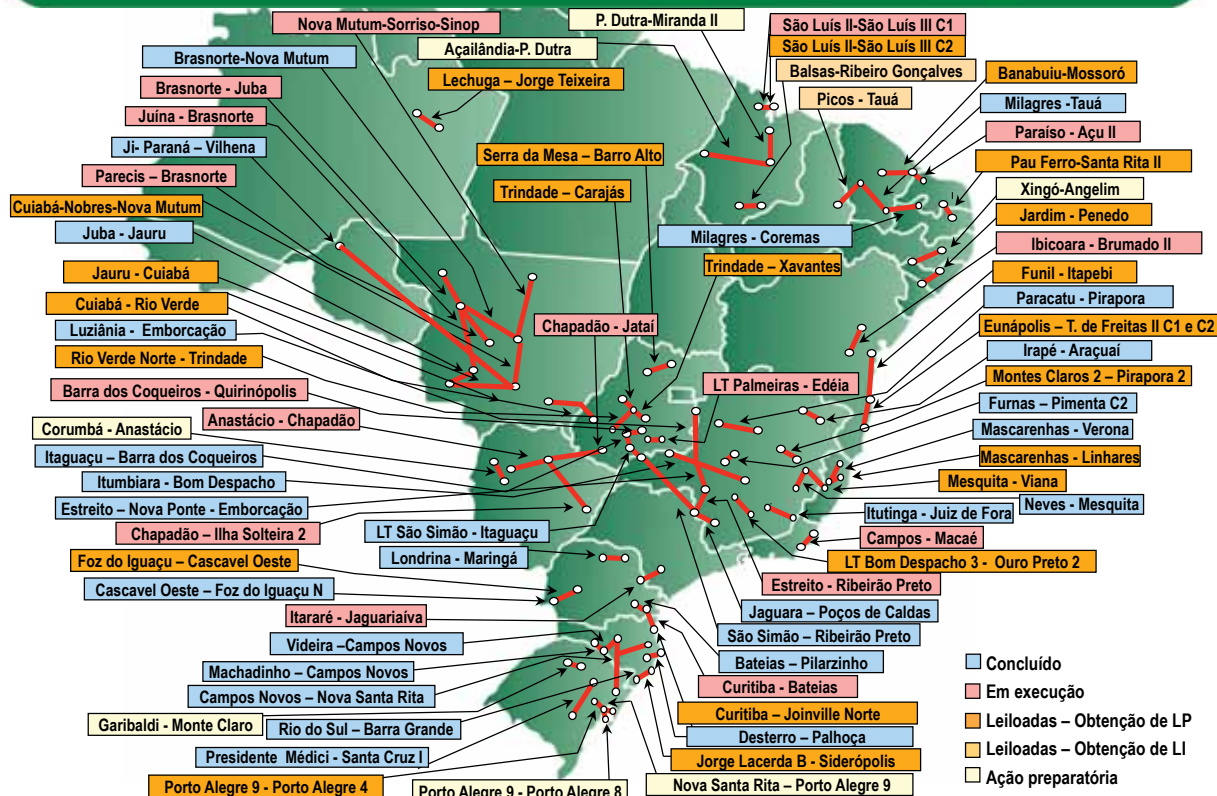 P. Dutra-Miranda II
São Luís II-São Luís III C1
Nova Mutum-Sorriso-Sinop
São Luís II-São Luís III C2
Açailândia-P. Dutra
Brasnorte-Nova Mutum
Balsas-Ribeiro Gonçalves
Banabuiu-Mossoró
Lechuga – Jorge Teixeira
Brasnorte - Juba
Picos - Tauá
Milagres -Tauá
Juína - Brasnorte
Paraíso - Açu II
Ji- Paraná – Vilhena
Serra da Mesa – Barro Alto
Pau Ferro-Santa Rita II
Parecis – Brasnorte
Trindade – Carajás
Xingó-Angelim
Cuiabá-Nobres-Nova Mutum
Jardim - Penedo
Juba - Jauru
Milagres - Coremas
Ibicoara - Brumado II
Jauru - Cuiabá
Trindade – Xavantes
Funil - Itapebi
Cuiabá - Rio Verde
Paracatu - Pirapora
Luziânia - Emborcação
Chapadão - Jataí
Eunápolis – T. de Freitas II C1 e C2
Rio Verde Norte - Trindade
Irapé - Araçuaí
Barra dos Coqueiros - Quirinópolis
LT Palmeiras - Edéia
Montes Claros 2 – Pirapora 2
Anastácio - Chapadão
Furnas – Pimenta C2
Corumbá - Anastácio
Mascarenhas - Verona
Itaguaçu – Barra dos Coqueiros
Mascarenhas - Linhares
Itumbiara - Bom Despacho
Mesquita - Viana
Estreito – Nova Ponte - Emborcação
Neves - Mesquita
Itutinga - Juiz de Fora
Chapadão – Ilha Solteira 2
LT São Simão - Itaguaçu
Campos - Macaé
Foz do Iguaçu – Cascavel Oeste
Londrina - Maringá
LT Bom Despacho 3 - Ouro Preto 2
Cascavel Oeste – Foz do Iguaçu N
Estreito - Ribeirão Preto
Itararé - Jaguariaíva
Jaguara – Poços de Caldas
Videira –Campos Novos
São Simão – Ribeirão Preto
Machadinho – Campos Novos
Bateias – Pilarzinho
Campos Novos – Nova Santa Rita
Curitiba - Bateias
Garibaldi - Monte Claro
Rio do Sul – Barra Grande
Curitiba – Joinville Norte
Desterro – Palhoça
Presidente Médici - Santa Cruz I
Jorge Lacerda B - Siderópolis
Porto Alegre 9 - Porto Alegre 4
Porto Alegre 9 - Porto Alegre 8
Nova Santa Rita – Porto Alegre 9
Concluído
Em execução
Leiloadas – Obtenção de LP
Leiloadas – Obtenção de LI
Ação preparatória